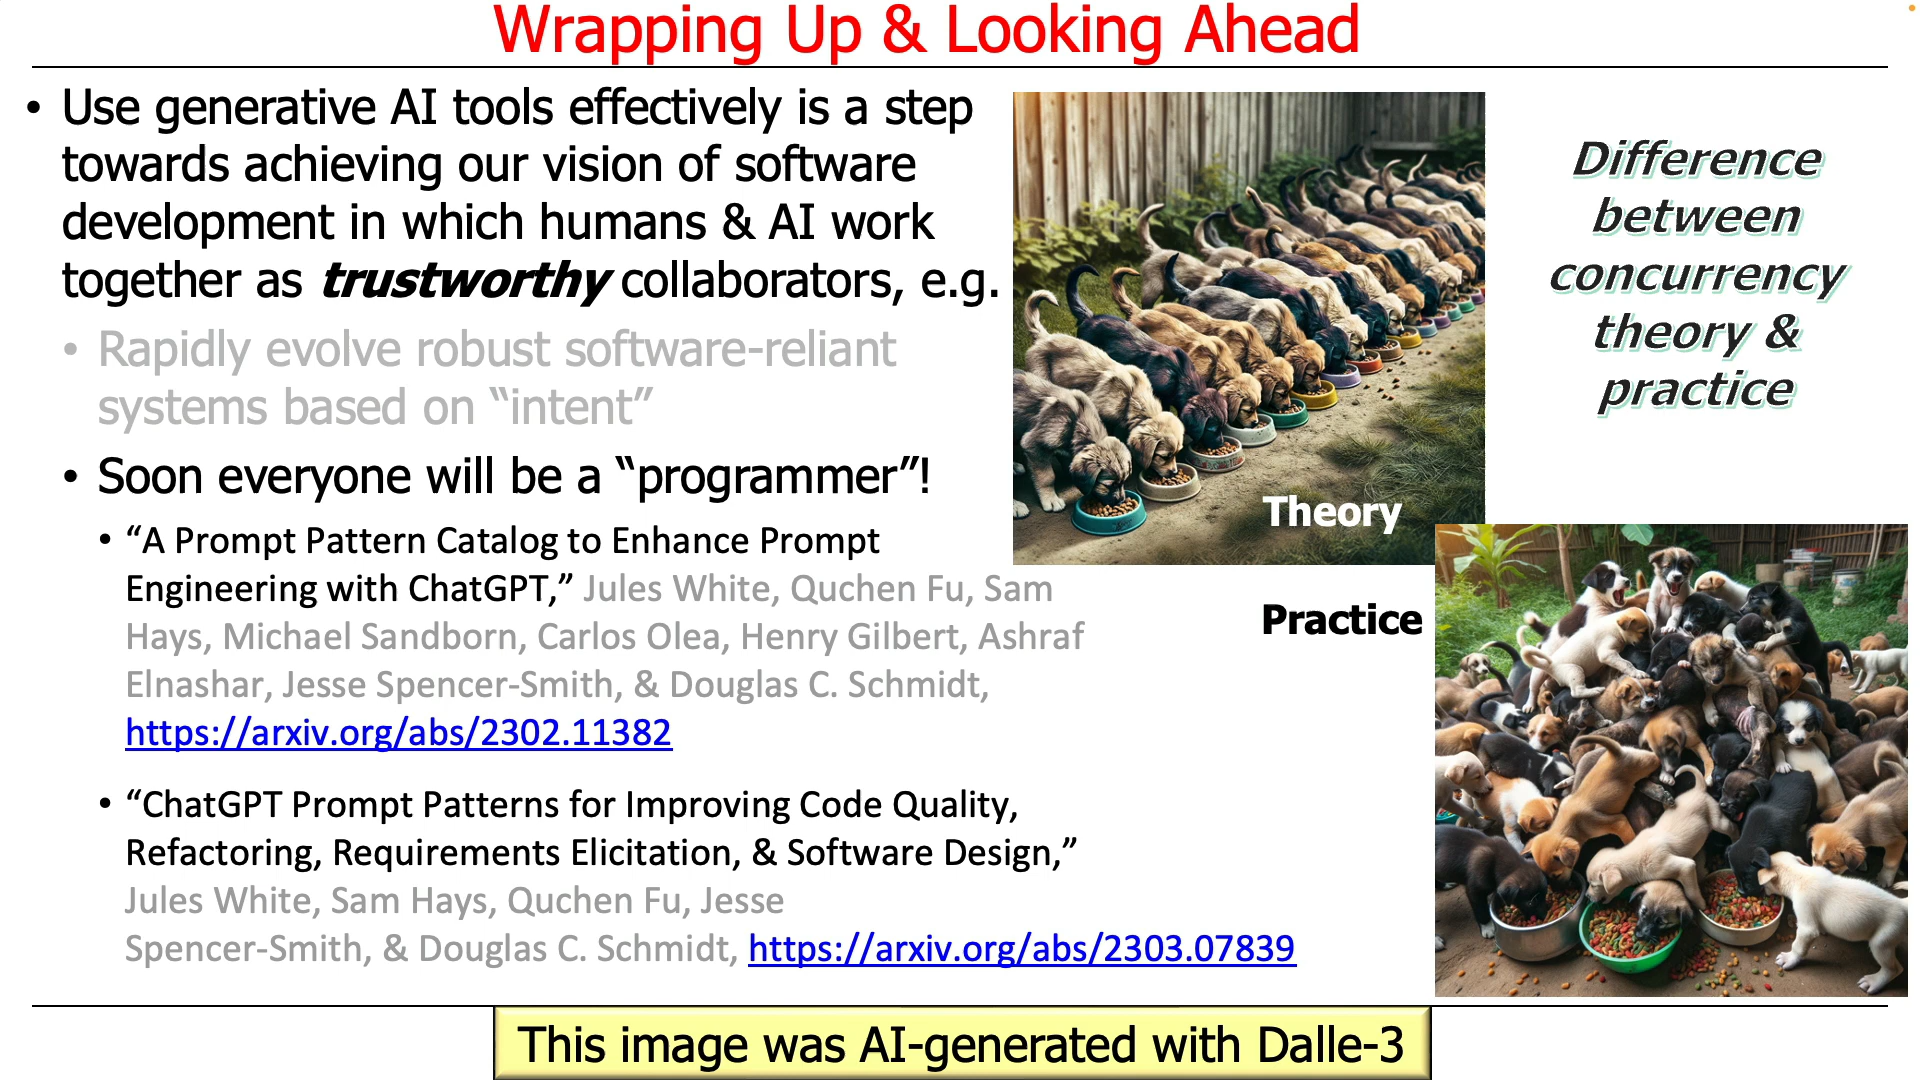 Wrapping Up & Looking Ahead
• Use generative AI tools effectively is a step
towards achieving our vision of software
development in which humans & AI work
together as trustworthy collaborators, e.g.
• Rapidly evolve robust software-reliant
systems based on “intent”
• Soon everyone will be a “programmer”!
• “A Prompt Pattern Catalog to Enhance Prompt
Engineering with ChatGPT,” Jules White, Quchen Fu, Sam
Hays, Michael Sandborn, Carlos Olea, Henry Gilbert, Ashraf
Elnashar, Jesse Spencer-Smith, & Douglas C. Schmidt,
https://arxiv.org/abs/2302.11382
• “ChatGPT Prompt Patterns for Improving Code Quality,
Refactoring, Requirements Elicitation, & Software Design,”
Jules White, Sam Hays, Quchen Fu, Jesse
Spencer-Smith, & Douglas C. Schmidt, https://arxiv.org/abs/2303.07839
Difference
between
concurrency
theory &
practice
Theory
Practice
This image was AI-generated with Dalle-3